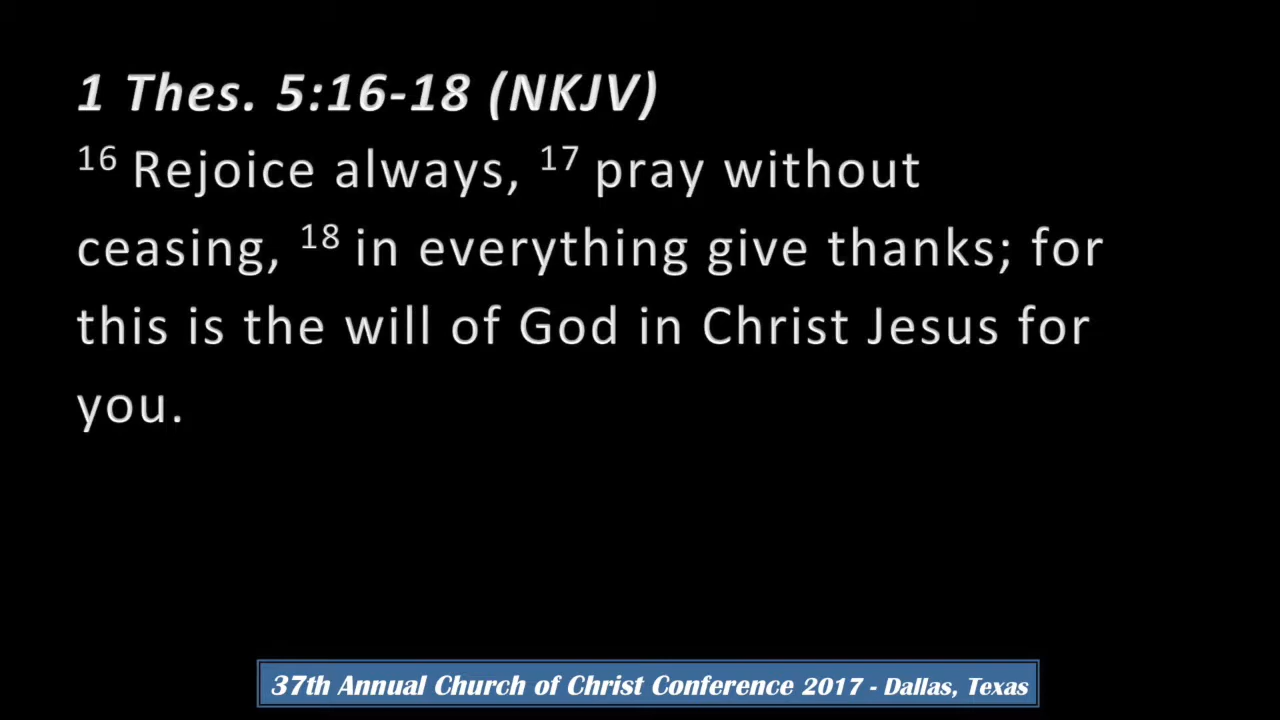 1 Thes. 5:16-18 (NKJV)
16 Rejoice always, 17 pray without
ceasing, 18 in everything give thanks; for
this is the will of God in Christ Jesus for
you.
37th Annual Church of Christ Conference 2017 - Dallas, Texas